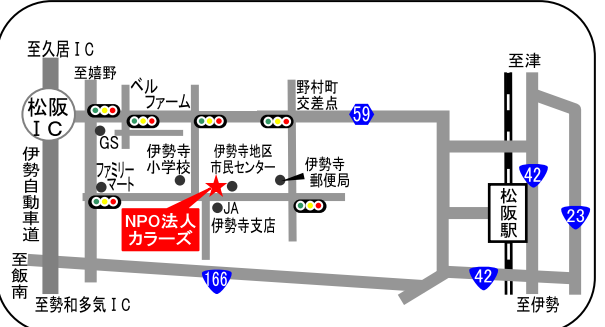 至久居IC
至嬉野
ベル
ファーム
野村町
交差点
至津
松阪
IC
59
GS
伊勢寺
小学校
伊勢寺地区
市民センター
伊勢寺
郵便局
ファミリー
マート
伊勢自動車道
42
松阪駅
23
JA
伊勢寺支店
NPO法人
カラーズ
至飯南
166
42
至勢和多気IC
至伊勢